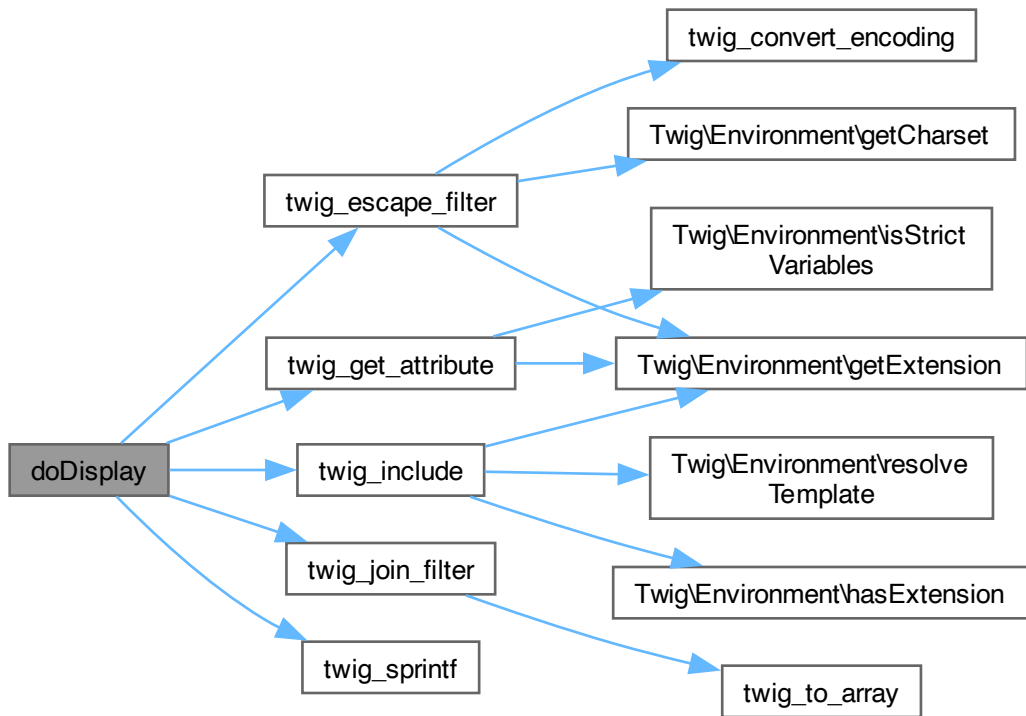 twig_convert_encoding
Twig\Environment\getCharset
twig_escape_filter
Twig\Environment\isStrict
Variables
twig_get_attribute
Twig\Environment\getExtension
doDisplay
twig_include
Twig\Environment\resolve
Template
twig_join_filter
Twig\Environment\hasExtension
twig_sprintf
twig_to_array